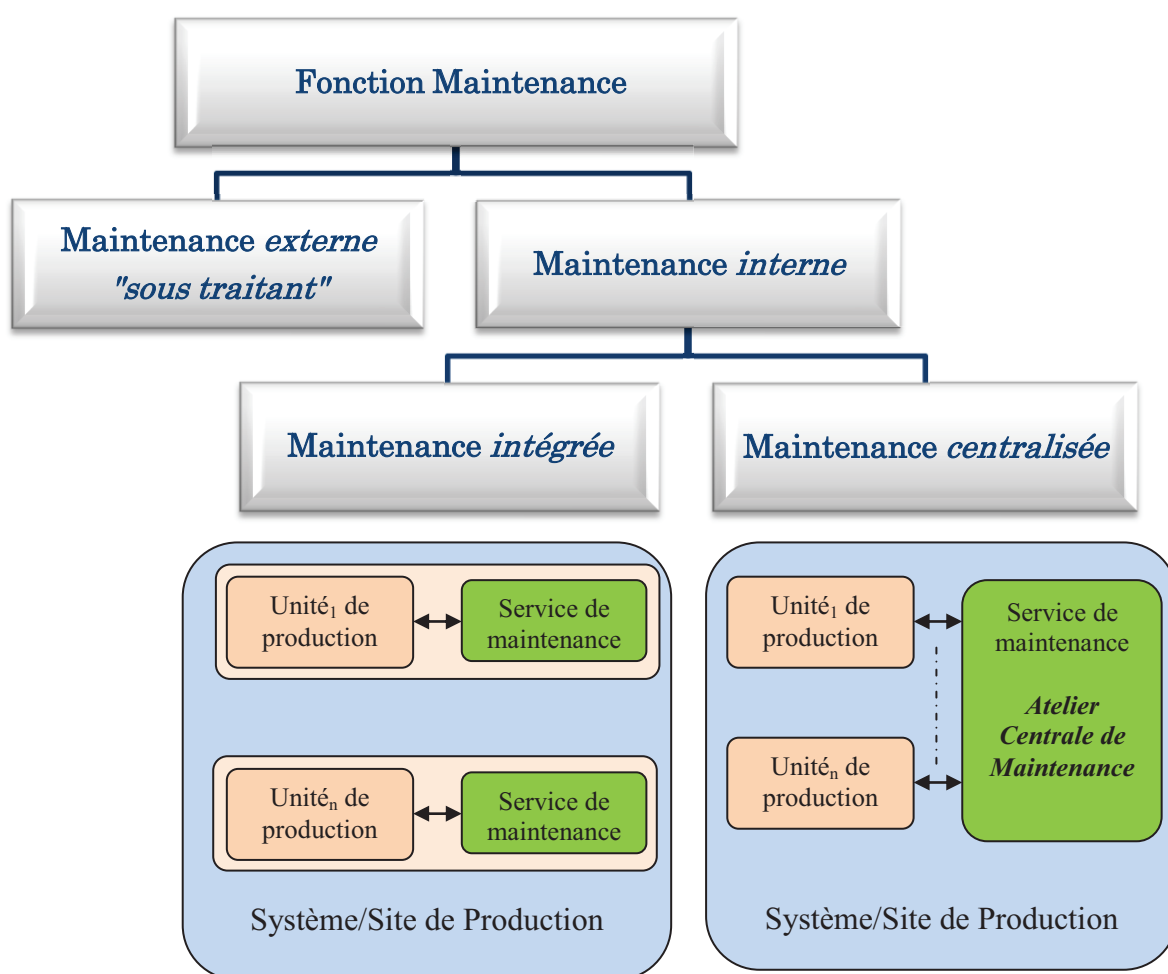 Fonction Maintenance
Maintenance externe
"sous traitant"
Maintenance interne
Maintenance intégrée
Maintenance centralisée
Unité₁ de
production
Service de
maintenance
Unitéₙ de
production
Service de
maintenance
Système/Site de Production
Unité₁ de
production
Unitéₙ de
production
Service de
maintenance
Atelier
Centrale de
Maintenance
Système/Site de Production